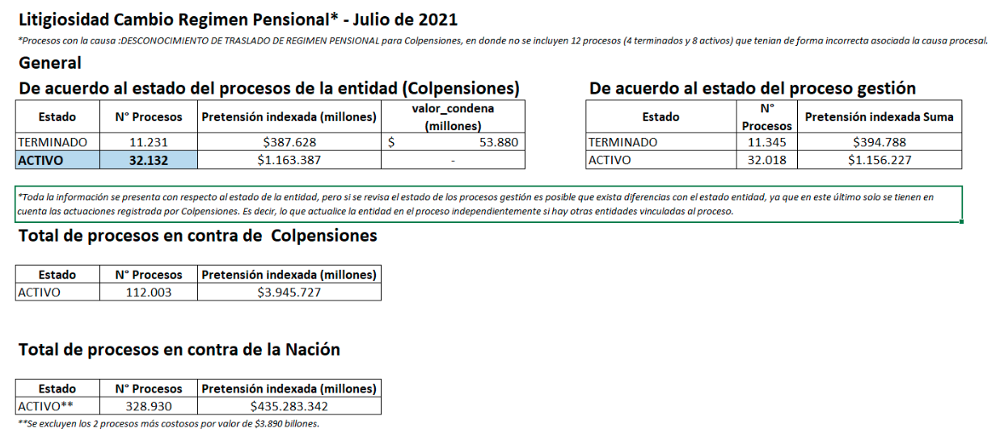 Litigiosidad Cambio Regimen Pensional* - Julio de 2021
*Procesos con la causa :DESCONOCIMIENTO DE TRASLADO DE REGIMEN PENSIONAL para Colpensiones, en donde no se incluyen 12 procesos (4 terminados y 8 activos) que tenian de forma incorrecta asociada la causa procesal.
General
De acuerdo al estado del procesos de la entidad (Colpensiones)
Estado N° Procesos Pretensión indexada (millones) valor_condena (millones)
TERMINADO 11.231 $387.628 $ 53.880
ACTIVO 32.132 $1.163.387 -
De acuerdo al estado del proceso gestión
Estado N° Procesos Pretensión indexada Suma
TERMINADO 11.345 $394.788
ACTIVO 32.018 $1.156.227
*Toda la información se presenta con respecto al estado de la entidad, pero si se revisa el estado de los procesos gestión es posible que exista diferencias con el estado entidad, ya que en este último solo se tienen en
cuenta las actuaciones registrada por Colpensiones. Es decir, lo que actualice la entidad en el proceso independientemente si hay otras entidades vinculadas al proceso.
Total de procesos en contra de Colpensiones
Estado N° Procesos Pretensión indexada (millones)
ACTIVO 112.003 $3.945.727
Total de procesos en contra de la Nación
Estado N° Procesos Pretensión indexada (millones)
ACTIVO** 328.930 $435.283.342
**Se excluyen los 2 procesos más costosos por valor de $3.890 billones.